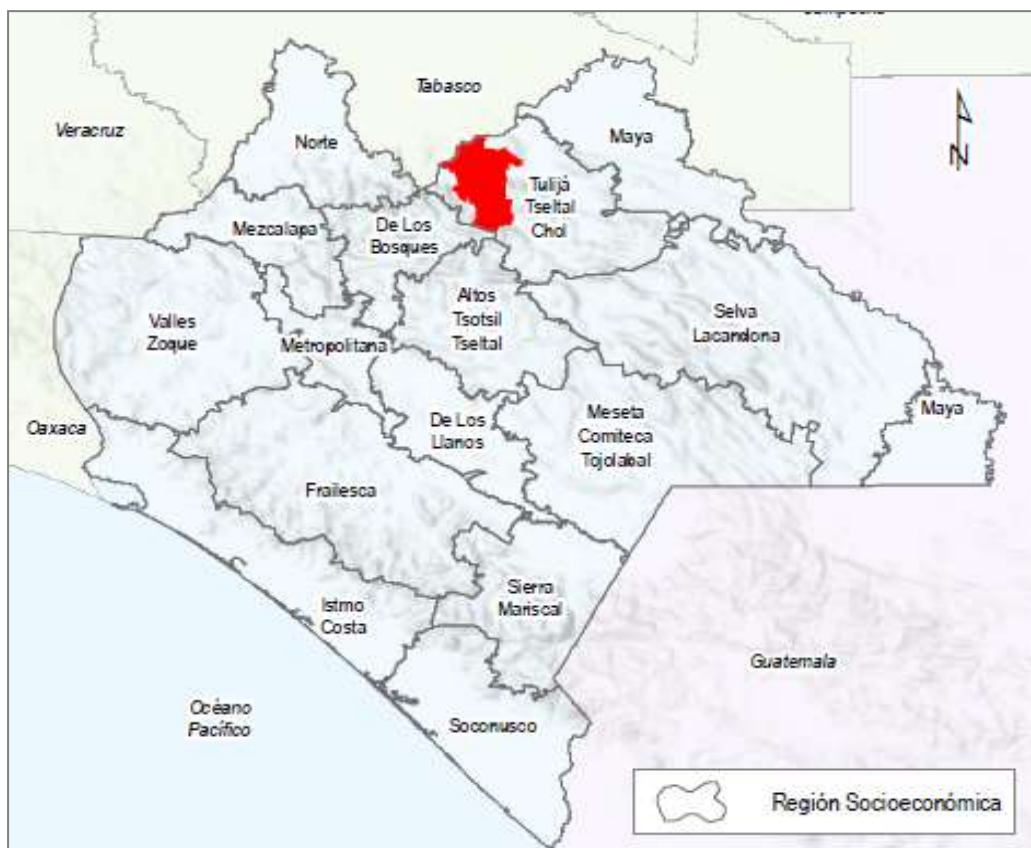 Tabasco
Veracruz
Norte
Maya
Tulijá
Tseltal
Chol
Mezcalapa
De Los
Bosques
Altos
Tsotsil
Tseltal
Selva
Lacandona
Valles
Zoque
Metropolitana
De Los
Llanos
Meseta
Comiteca
Tojolabal
Maya
Oaxaca
Frailesca
Sierra
Mariscal
Istmo
Costa
Guatemala
Océano
Pacífico
Soconusco
Región Socioeconómica
N